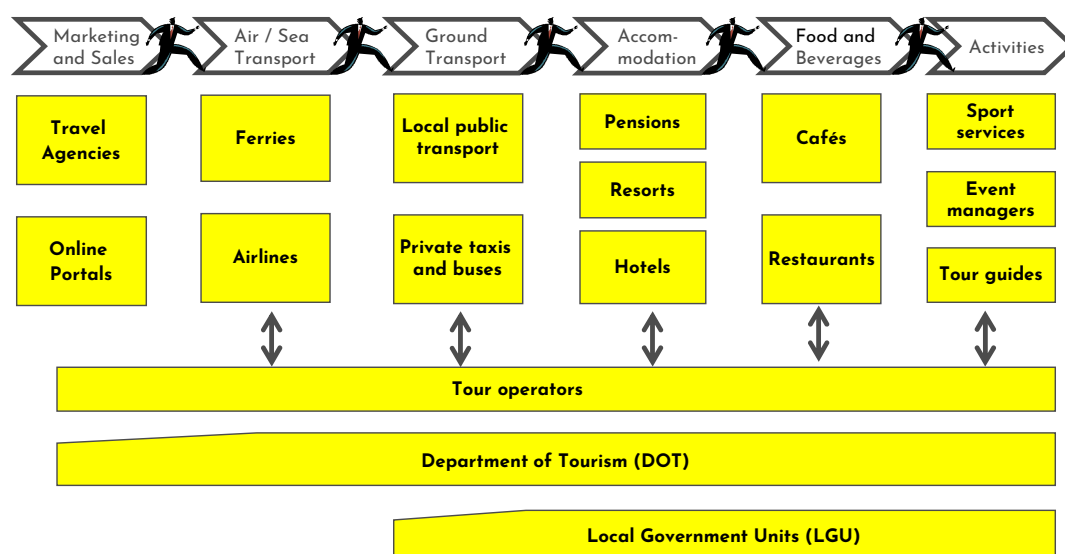 Marketing
and Sales
Air / Sea
Transport
Ground
Transport
Accom-
modation
Food and
Beverages
Activities
Travel
Agencies
Online
Portals
Ferries
Airlines
Local public
transport
Private taxis
and buses
Pensions
Resorts
Hotels
Cafés
Restaurants
Sport
services
Event
managers
Tour guides
Tour operators
Department of Tourism (DOT)
Local Government Units (LGU)